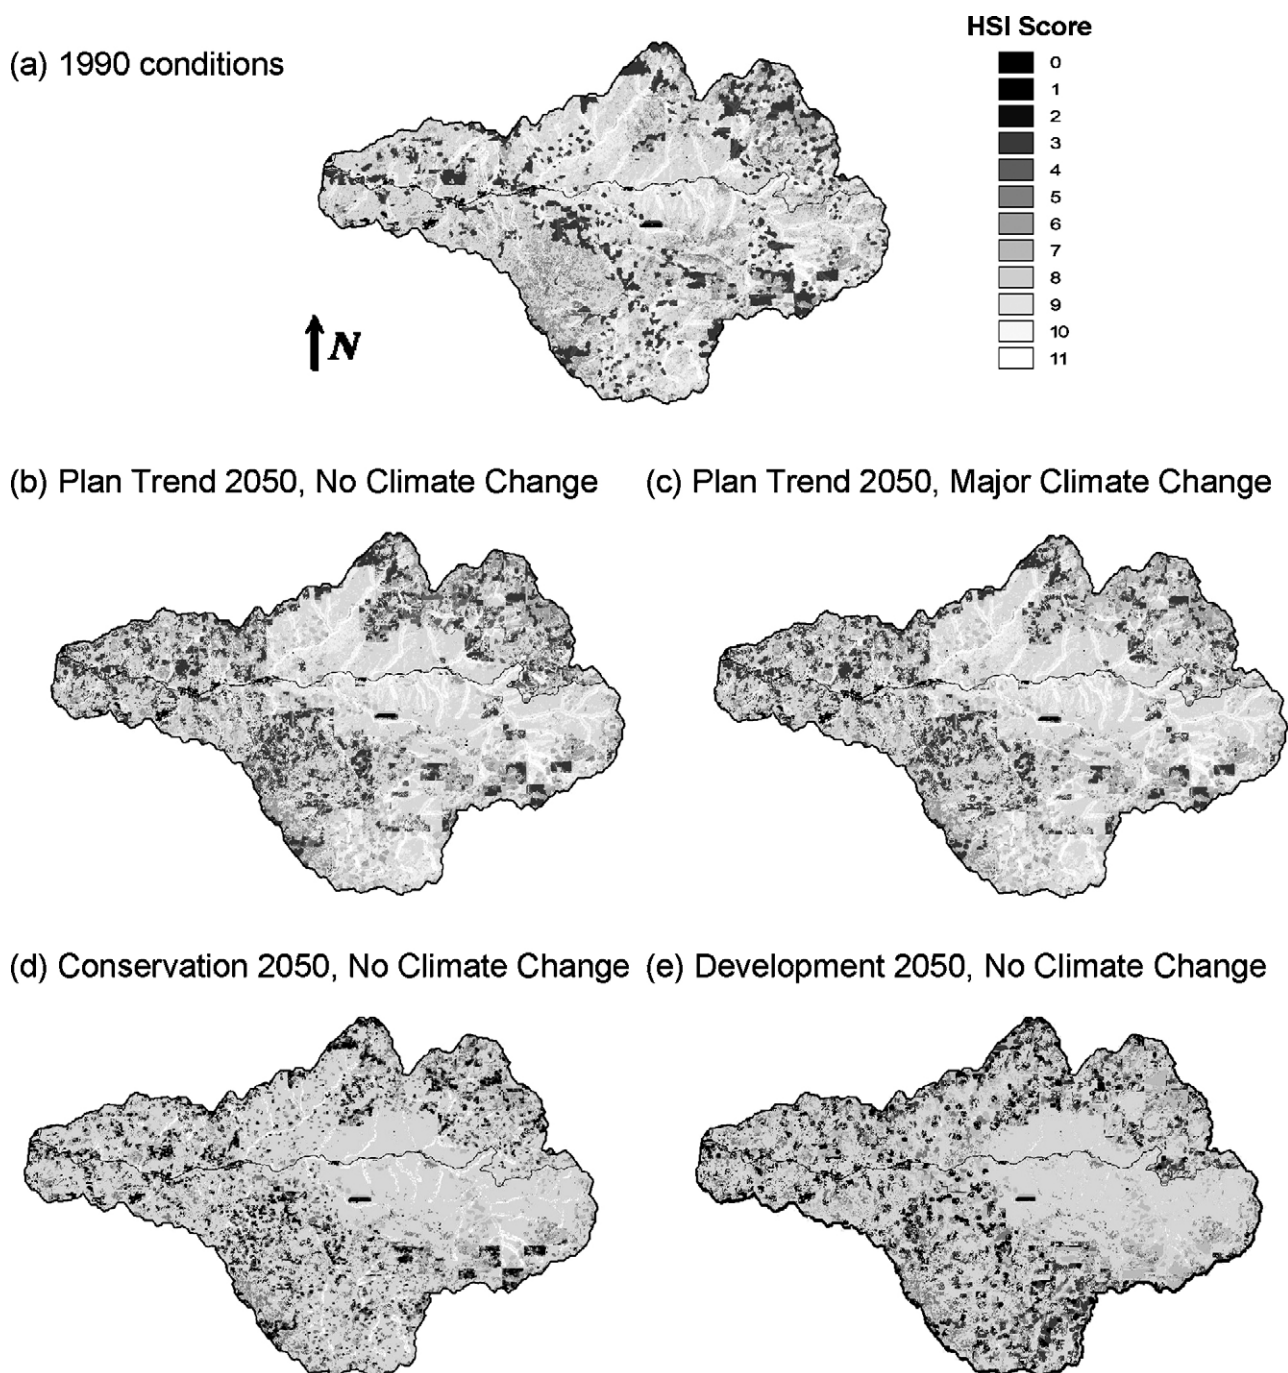 HSI Score
(a) 1990 conditions
0
1
2
3
4
5
6
7
8
9
10
11
N
(b) Plan Trend 2050, No Climate Change
(c) Plan Trend 2050, Major Climate Change
(d) Conservation 2050, No Climate Change
(e) Development 2050, No Climate Change